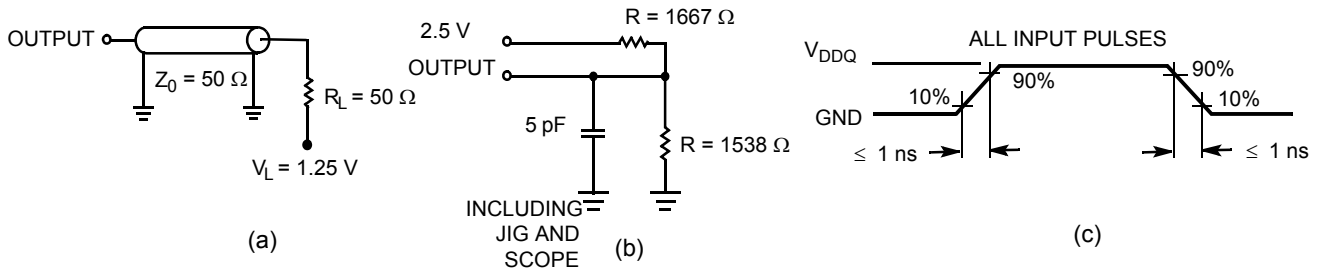 OUTPUT
Z0 = 50 Ω
RL = 50 Ω
VL = 1.25 V
(a)
R = 1667 Ω
2.5 V
OUTPUT
5 pF
R = 1538 Ω
INCLUDING
JIG AND
SCOPE
(b)
ALL INPUT PULSES
VDDQ
90%
90%
10%
10%
GND
≤ 1 ns
≤ 1 ns
(c)